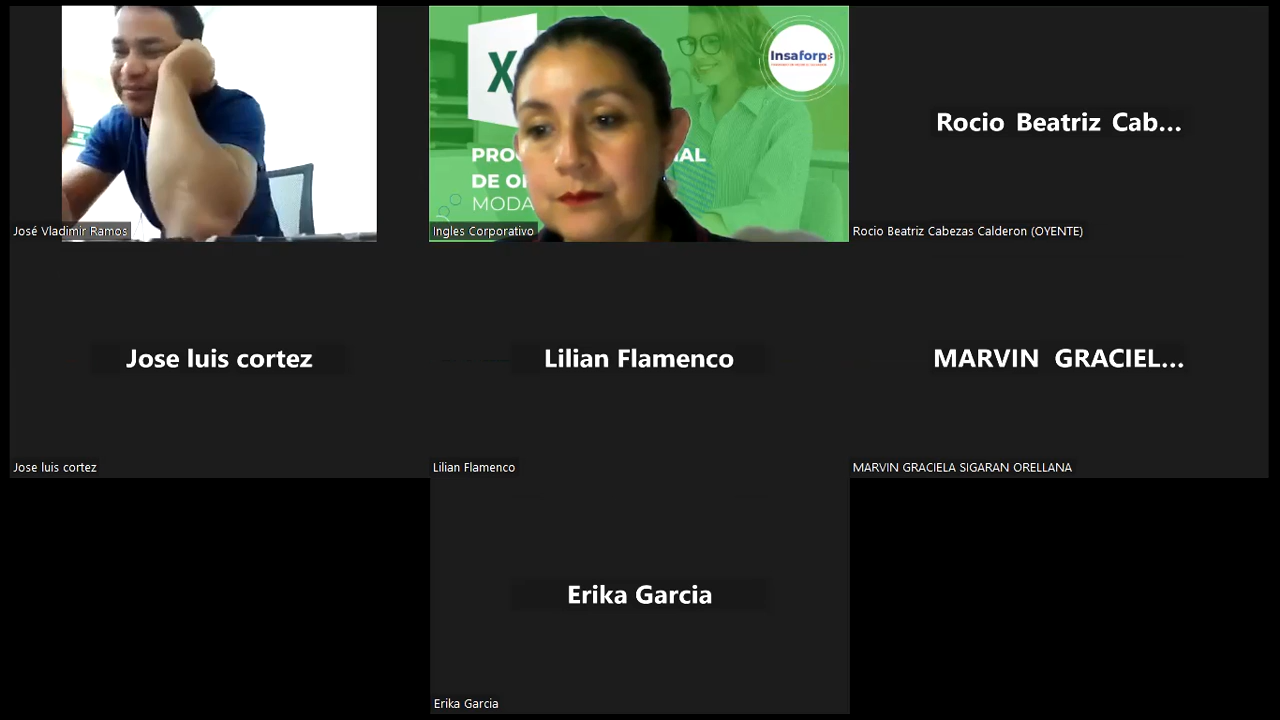 José Vladimir Ramos
X
Insaforp
PRO
AL
DE O
MODA
Ingles Corporativo
Rocio Beatriz Cab...
Rocio Beatriz Cabezas Calderon (OYENTE)
Jose luis cortez
Jose luis cortez
Lilian Flamenco
Lilian Flamenco
MARVIN GRACIEL...
MARVIN GRACIELA SIGARAN ORELLANA
Erika Garcia
Erika Garcia